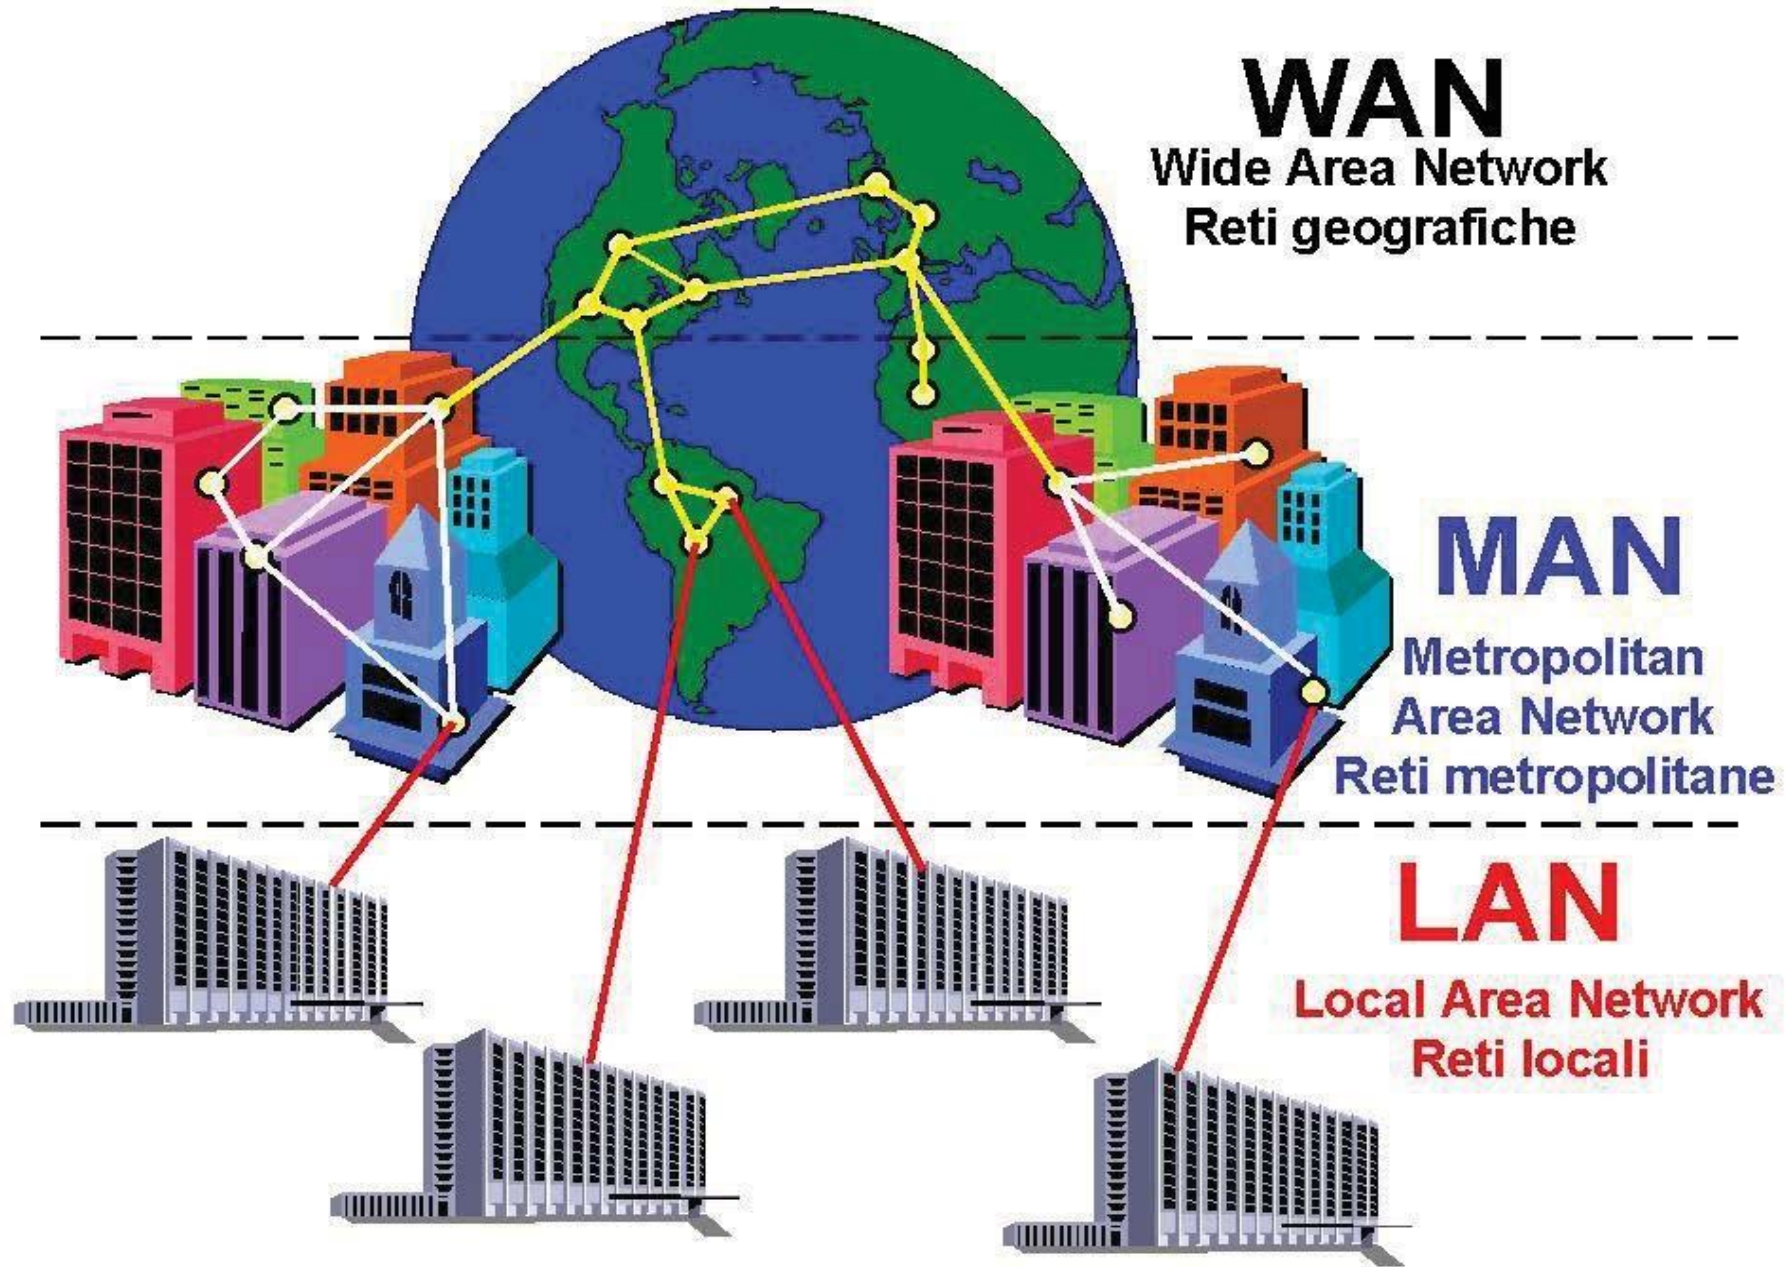 WAN
Wide Area Network
Reti geografiche
MAN
Metropolitan
Area Network
Reti metropolitane
LAN
Local Area Network
Reti locali